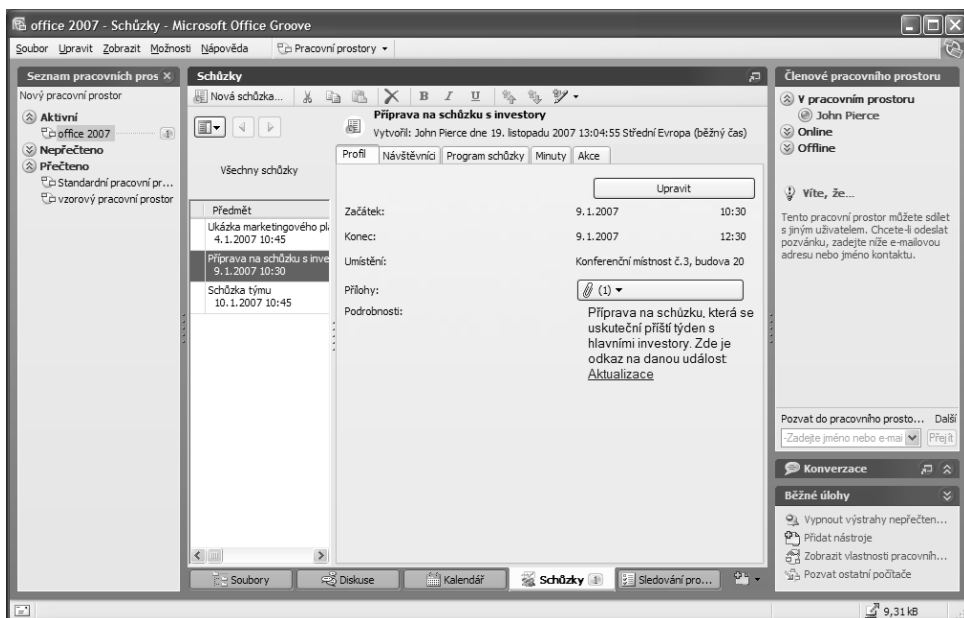 office 2007 - Schůzky - Microsoft Office Groove
Soubor Upravit Zobrazit Možnosti Nápověda Pracovní prostory
Seznam pracovních pros
Nový pracovní prostor
Aktivní
office 2007
Nepřečteno
Přečteno
Standardní pracovní pr...
vzorový pracovní prostor
Schůzky
Nová schůzka... B I U
Všechny schůzky
Předmět
Ukázka marketingového pl
4.1.2007 10:45
Příprava na schůzku s inve
9.1.2007 10:30
Schůzka týmu
10.1.2007 10:45
Příprava na schůzku s investory
Vytvořil: John Pierce dne 19. listopadu 2007 13:04:55 Střední Evropa (běžný čas)
Profil Návštěvníci Program schůzky Minuty Akce
Upravit
Začátek: 9.1.2007 10:30
Konec: 9.1.2007 12:30
Umístění: Konferenční místnost č.3, budova 20
Přílohy: (1)
Podrobnosti: Příprava na schůzku, která se
uskuteční příští týden s
hlavními investory. Zde je
odkaz na danou událost:
Aktualizace
Soubory Diskuse Kalendář Schůzky Sledování pro...
Členové pracovního prostoru
V pracovním prostoru
John Pierce
Online
Offline
Víte, že...
Tento pracovní prostor můžete sdílet
s jiným uživatelem. Chcete-li odeslat
pozvánku, zadejte níže e-mailovou
adresu nebo jméno kontaktu.
Pozvat do pracovního prosto... Další
-Zadejte jméno nebo e-mai Přejít
Konverzace
Běžné úlohy
Vypnout výstrahy nepřečten...
Přidat nástroje
Zobrazit vlastnosti pracovníh...
Pozvat ostatní počítače
9,31 kB